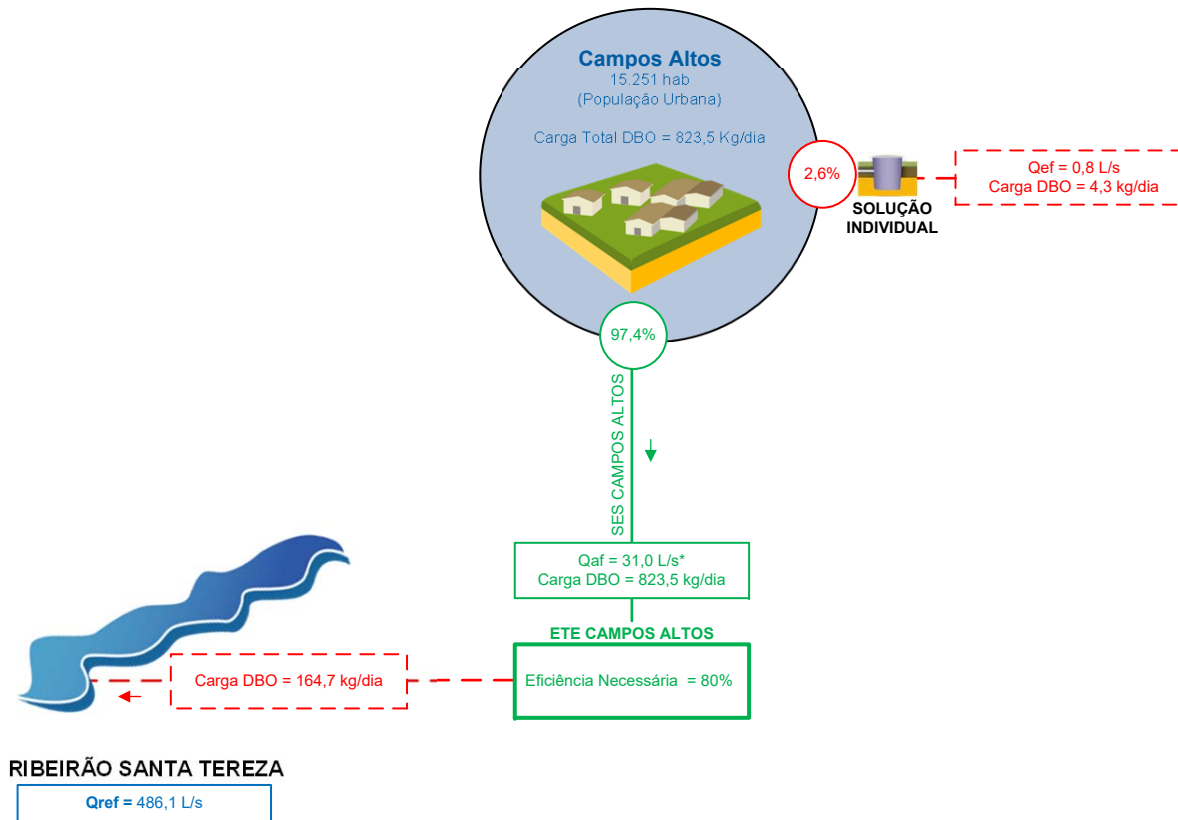 Campos Altos
15.251 hab
(População Urbana)
Carga Total DBO = 823,5 Kg/dia
2,6%
SOLUÇÃO
INDIVIDUAL
Qef = 0,8 L/s
Carga DBO = 4,3 kg/dia
97,4%
SES CAMPOS ALTOS
Qaf = 31,0 L/s*
Carga DBO = 823,5 kg/dia
ETE CAMPOS ALTOS
Eficiência Necessária = 80%
Carga DBO = 164,7 kg/dia
RIBEIRÃO SANTA TEREZA
Qref = 486,1 L/s